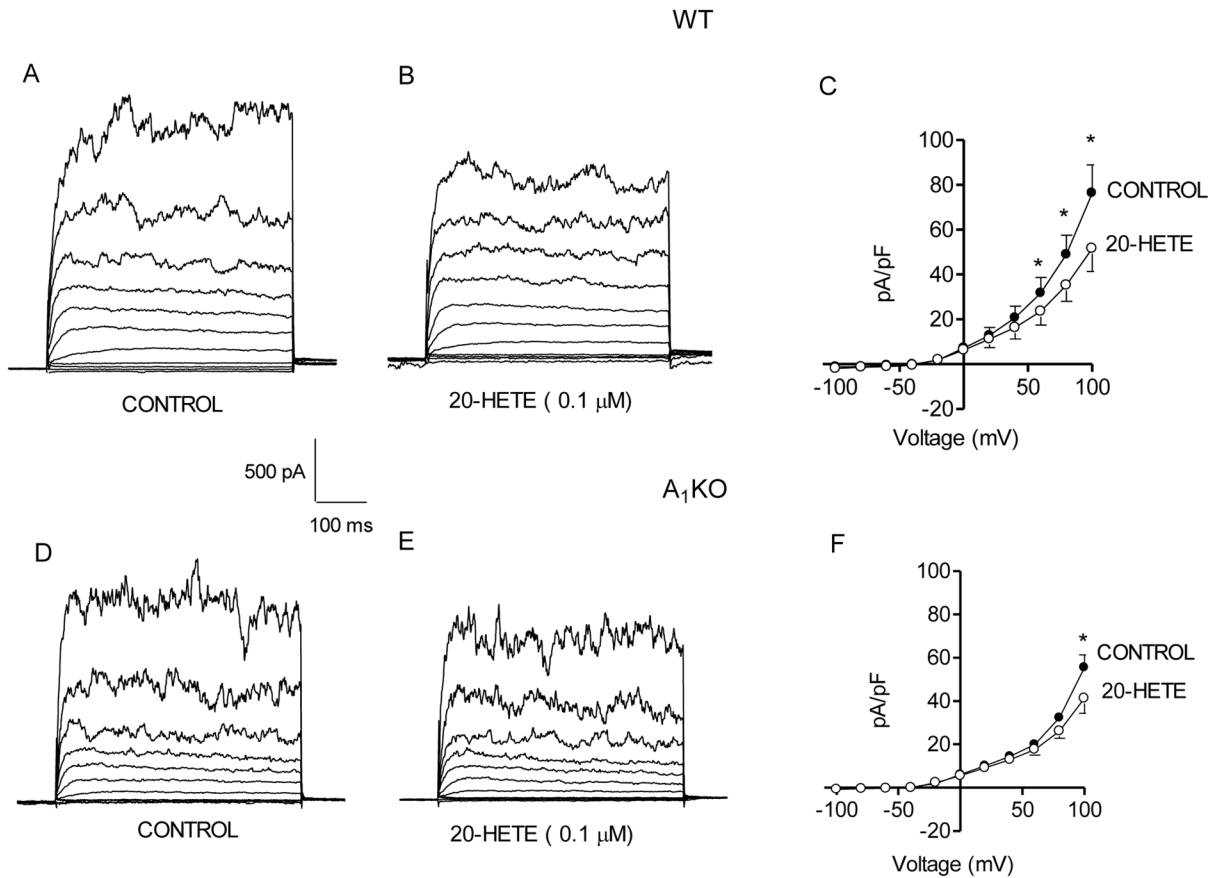 WT
A
B
C
100
80
60
40
20
-20
-100
-50
50
100
pA/pF
Voltage (mV)
*
*
*
CONTROL
20-HETE
CONTROL
20-HETE ( 0.1 μM)
500 pA
100 ms
A₁KO
D
E
F
100
80
60
40
20
-20
-100
-50
50
100
pA/pF
Voltage (mV)
*
CONTROL
20-HETE
CONTROL
20-HETE ( 0.1 μM)